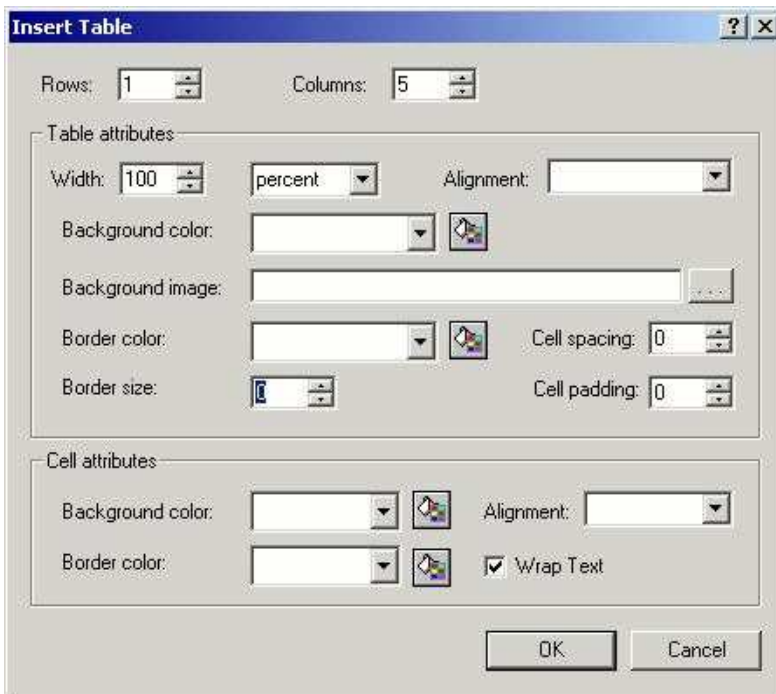 Insert Table
Rows: 1 Columns: 5
Table attributes
Width: 100 percent Alignment:
Background color:
Background image: ...
Border color: Cell spacing: 0
Border size: 0 Cell padding: 0
Cell attributes
Background color: Alignment:
Border color: Wrap Text
OK Cancel